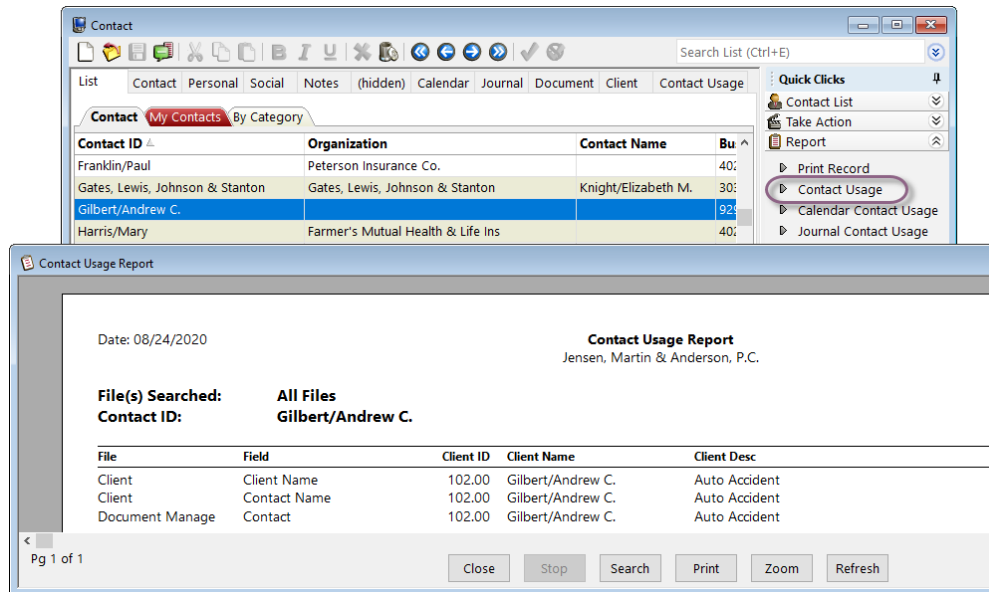 Contact
B I U
Search List (Ctrl+E)
List Contact Personal Social Notes (hidden) Calendar Journal Document Client Contact Usage
Quick Clicks
Contact My Contacts By Category
Contact List
Take Action
Report
Contact ID Organization Contact Name
Franklin/Paul Peterson Insurance Co. 402
Print Record
Gates, Lewis, Johnson & Stanton Gates, Lewis, Johnson & Stanton Knight/Elizabeth M. 303
Contact Usage
Gilbert/Andrew C. 929
Calendar Contact Usage
Harris/Mary Farmer's Mutual Health & Life Ins 402
Journal Contact Usage
Contact Usage Report
Date: 08/24/2020
Contact Usage Report
Jensen, Martin & Anderson, P.C.
File(s) Searched: All Files
Contact ID: Gilbert/Andrew C.
File Field Client ID Client Name Client Desc
Client Client Name 102.00 Gilbert/Andrew C. Auto Accident
Client Contact Name 102.00 Gilbert/Andrew C. Auto Accident
Document Manage Contact 102.00 Gilbert/Andrew C. Auto Accident
Pg 1 of 1
Close Stop Search Print Zoom Refresh